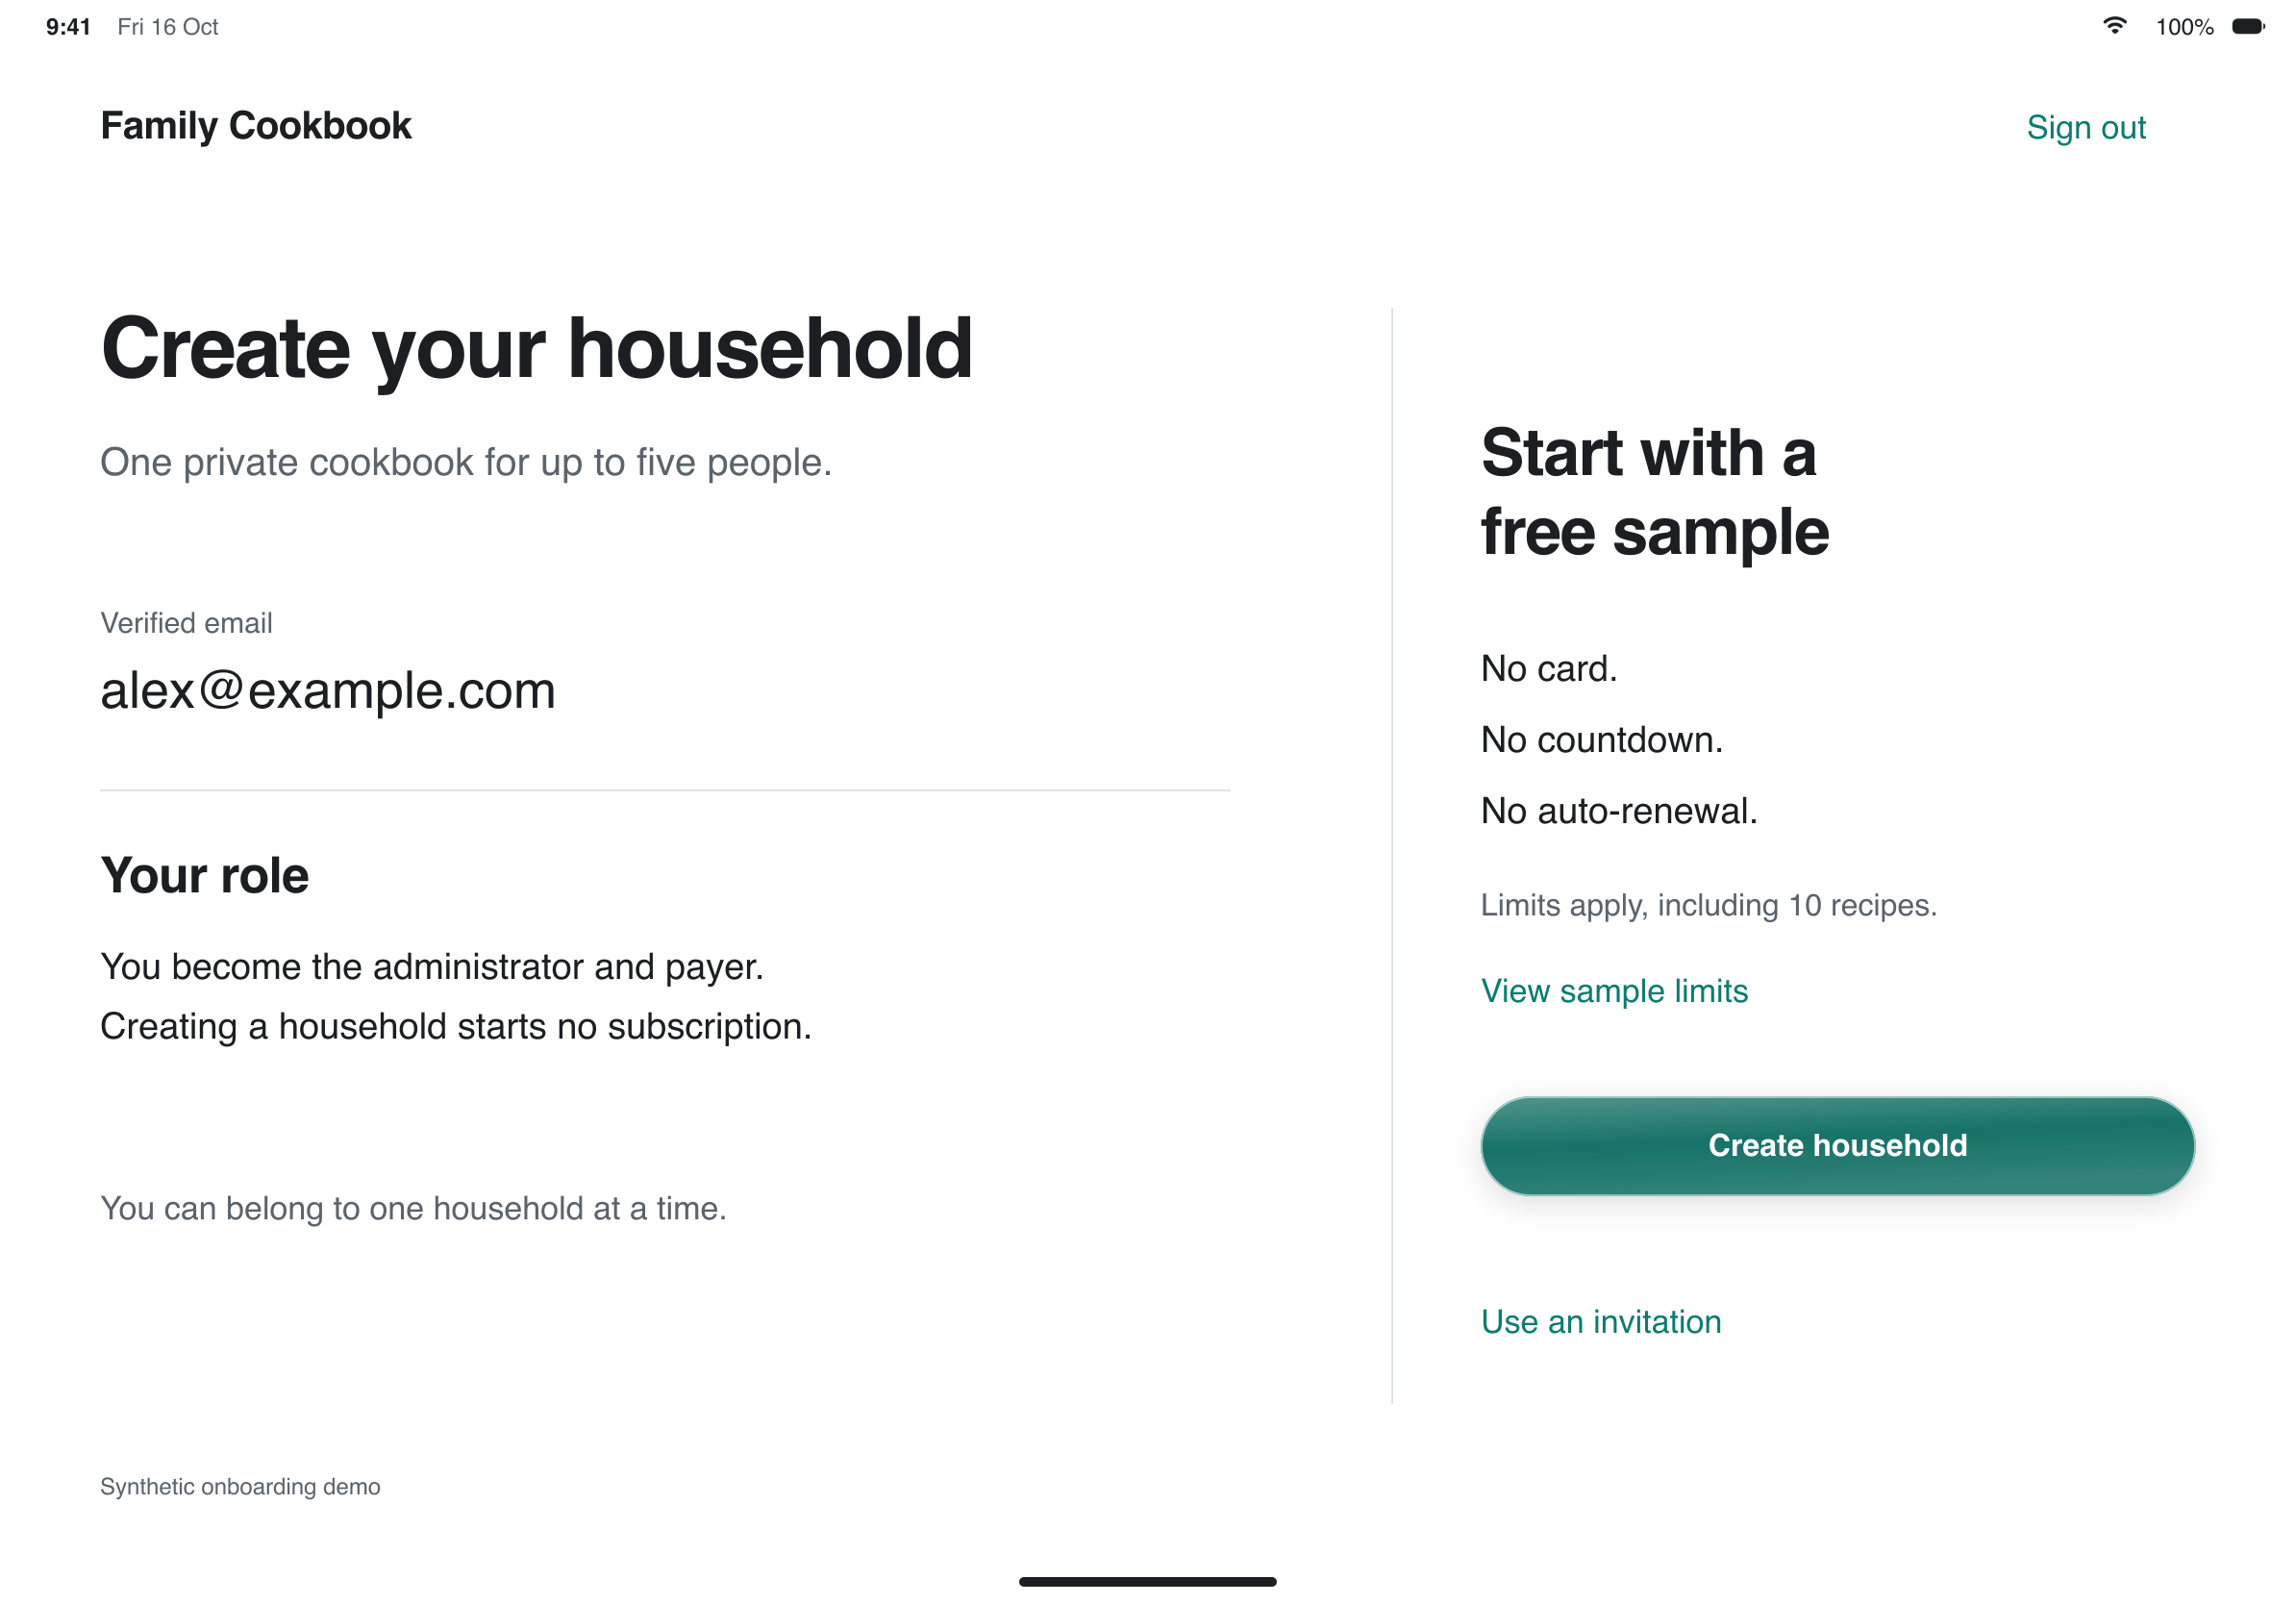 9:41 Fri 16 Oct
100%
Family Cookbook
Sign out
Create your household
One private cookbook for up to five people.
Verified email
alex@example.com
Your role
You become the administrator and payer.
Creating a household starts no subscription.
You can belong to one household at a time.
Start with a
free sample
No card.
No countdown.
No auto-renewal.
Limits apply, including 10 recipes.
View sample limits
Create household
Use an invitation
Synthetic onboarding demo